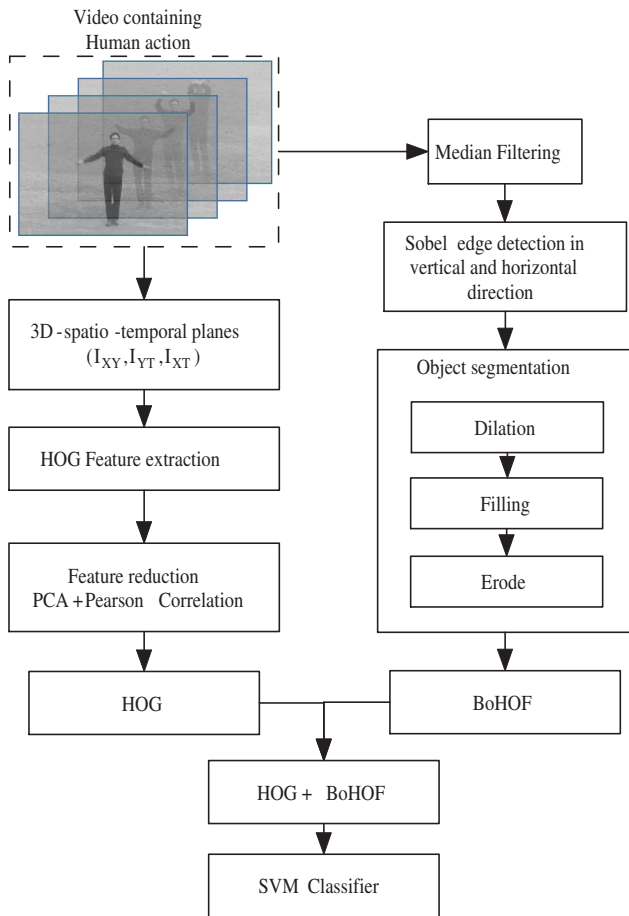 Video containing
Human action
Median Filtering
Sobel edge detection in
vertical and horizontal
direction
3D-spatio-temporal planes
(I_XY, I_YT, I_XT)
Object segmentation
Dilation
HOG Feature extraction
Filling
Feature reduction
PCA+Pearson Correlation
Erode
HOG
BoHOF
HOG + BoHOF
SVM Classifier